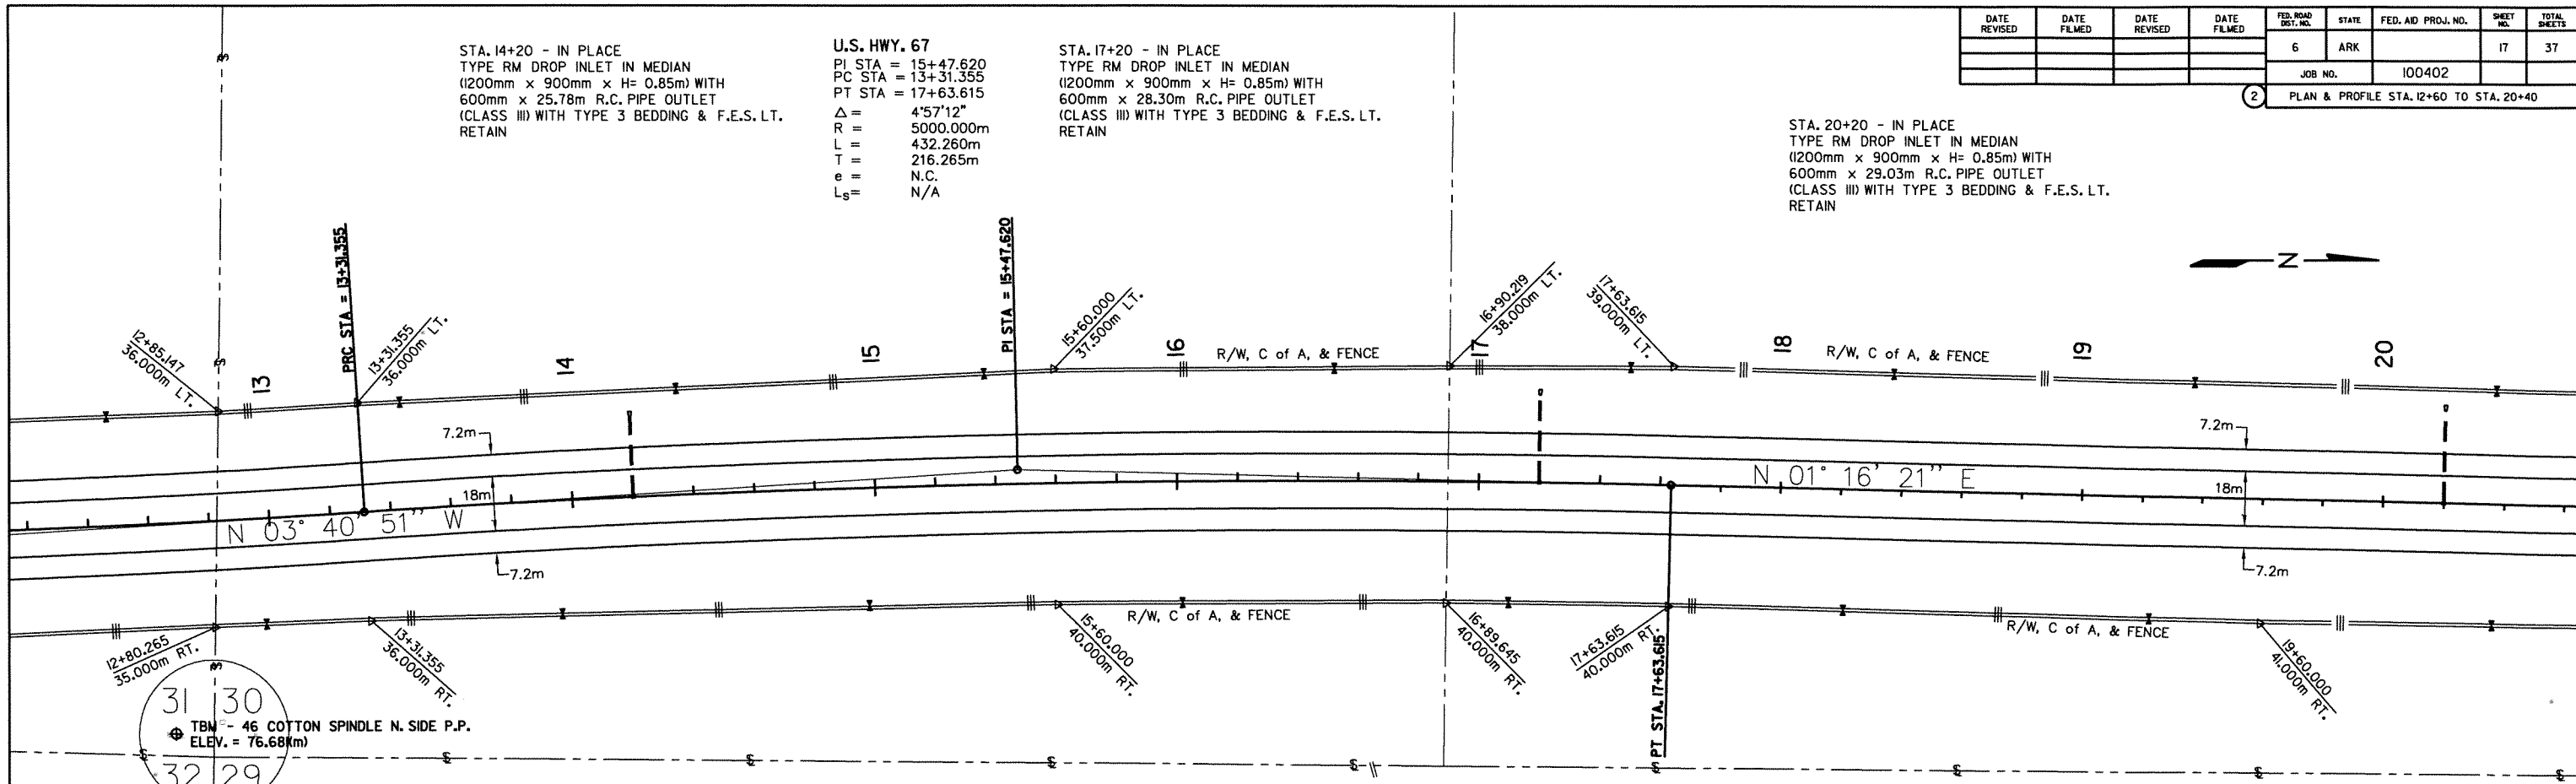 DATE REVISED
DATE FILMED
DATE REVISED
DATE FILMED
FED. ROAD DIST. NO.
STATE
FED. AID PROJ. NO.
SHEET NO.
TOTAL SHEETS
6
ARK
17
37
JOB NO.
100402
2
PLAN & PROFILE STA. 12+60 TO STA. 20+40
STA. 14+20 - IN PLACE
TYPE RM DROP INLET IN MEDIAN
(1200mm x 900mm x H= 0.85m) WITH
600mm x 25.78m R.C. PIPE OUTLET
(CLASS III) WITH TYPE 3 BEDDING & F.E.S. LT.
RETAIN
U.S. HWY. 67
PI STA = 15+47.620
PC STA = 13+31.355
PT STA = 17+63.615
Δ = 4°57'12"
R = 5000.000m
L = 432.260m
T = 216.265m
e = N.C.
Ls= N/A
STA. 17+20 - IN PLACE
TYPE RM DROP INLET IN MEDIAN
(1200mm x 900mm x H= 0.85m) WITH
600mm x 28.30m R.C. PIPE OUTLET
(CLASS III) WITH TYPE 3 BEDDING & F.E.S. LT.
RETAIN
STA. 20+20 - IN PLACE
TYPE RM DROP INLET IN MEDIAN
(1200mm x 900mm x H= 0.85m) WITH
600mm x 29.03m R.C. PIPE OUTLET
(CLASS III) WITH TYPE 3 BEDDING & F.E.S. LT.
RETAIN
N
12+85.147
36.000m LT.
13
PRC STA = 13+31.355
13+31.355
36.000m LT.
14
15
PI STA = 15+47.620
15+60.000
37.500m LT.
16
R/W, C of A, & FENCE
16+90.219
38.000m LT.
17
17+63.615
39.000m LT.
18
R/W, C of A, & FENCE
19
20
7.2m
18m
7.2m
N 03° 40' 51" W
N 01° 16' 21" E
7.2m
18m
7.2m
12+80.265
35.000m RT.
13+31.355
36.000m RT.
15+60.000
40.000m RT.
R/W, C of A, & FENCE
16+89.645
40.000m RT.
17+63.615
40.000m RT.
PT STA. 17+63.615
R/W, C of A, & FENCE
19+60.000
41.000m RT.
31 30
TBM - 46 COTTON SPINDLE N. SIDE P.P.
ELEV. =
32 29